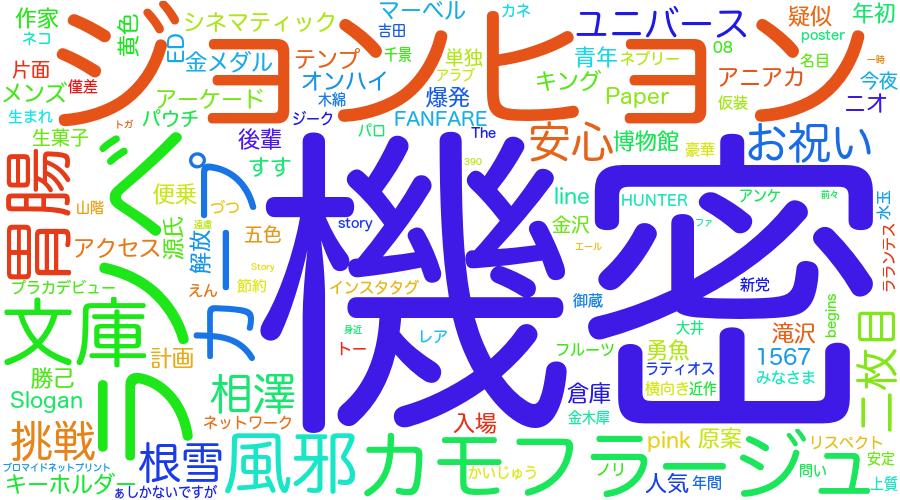 作家
ネコ
黄色
ED
シネマティック
マーベル
吉田
カネ
ユニバース
疑似
年初
poster
ジョンヒョン
片面
僅差
金メダル
テンプ
千景
単独
アラブ
青年
ネプリー
08
名目
一時
メンズ
アーケード
オンハイ
木綿
爆発
キング
Paper
アニアカ
今夜
仮装
ニオ
生まれ
トガ
パウチ
ジーク
FANFARE
生菓子
後輩
パロ
The
安心
博物館
豪華
お祝い
胃腸
ラノベ
すす
機密
390
line
HUNTER
アンケ
前々
水玉
便乗
カープ
づつ
山階
源氏
遠慮
story
金沢
ファ
ラランテス
アクセス
解放
五色
エール
Story
ブラカデビュー
えん
節約
インスタタグ
御蔵
新党
begins
文庫
身近
レア
大井
滝沢
二枚目
計画
トー
フルーツ
勇魚
1567
勝己
相澤
ラティオス
みなさま
Slogan
倉庫
横向き
近作
挑戦
ネットワーク
入場
金木犀
根雪
風邪
カモフラージュ
pink
原案
リスペクト
ブロマイドネットプリント
かいじゅう
ノリ
問い
安定
キーホルダー
ぁしかないですが
人気
年間
上質